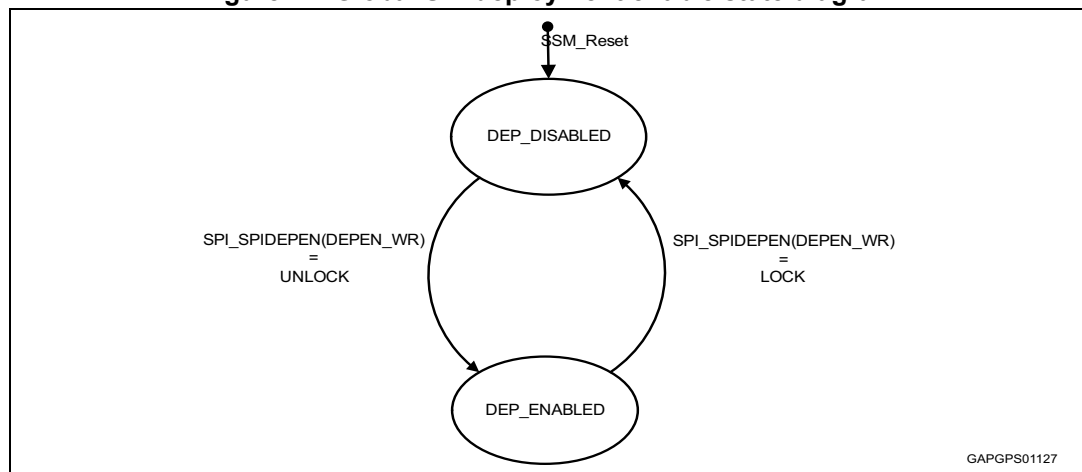 SSM_Reset
DEP_DISABLED
SPI_SPIDEPEN(DEPEN_WR)
=
UNLOCK
SPI_SPIDEPEN(DEPEN_WR)
=
LOCK
DEP_ENABLED
GAPGPS01127